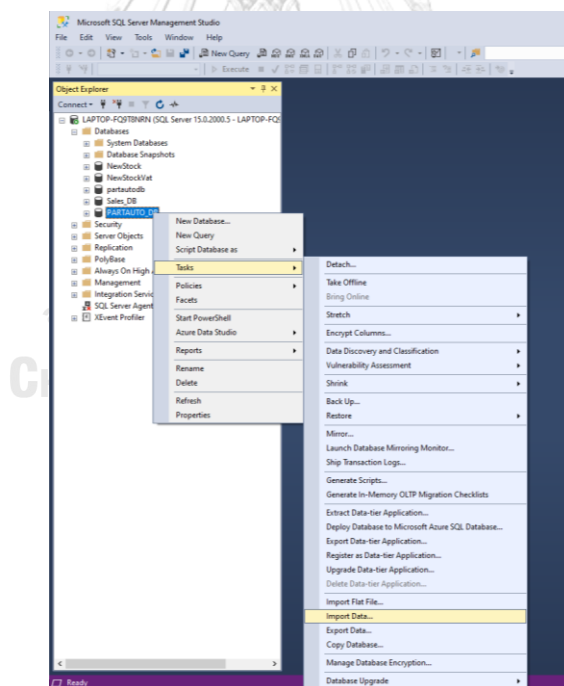 Microsoft SQL Server Management Studio
File Edit View Tools Window Help
New Query
Execute
Object Explorer
Connect
LAPTOP-FQ9T8NRN (SQL Server 15.0.2000.5 - LAPTOP-FQ9
Databases
System Databases
Database Snapshots
NewStock
NewStockVat
partautodb
Sales_DB
PARTAUTO_DB
Security
Server Objects
Replication
PolyBase
Always On High
Management
Integration Servic
SQL Server Agent
XEvent Profiler
New Database...
New Query
Script Database as
Tasks
Policies
Facets
Start PowerShell
Azure Data Studio
Reports
Rename
Delete
Refresh
Properties
Detach...
Take Offline
Bring Online
Stretch
Encrypt Columns...
Data Discovery and Classification
Vulnerability Assessment
Shrink
Back Up...
Restore
Mirror...
Launch Database Mirroring Monitor...
Ship Transaction Logs...
Generate Scripts...
Generate In-Memory OLTP Migration Checklists
Extract Data-tier Application...
Deploy Database to Microsoft Azure SQL Database...
Export Data-tier Application...
Register as Data-tier Application...
Upgrade Data-tier Application...
Delete Data-tier Application...
Import Flat File...
Import Data...
Export Data...
Copy Database...
Manage Database Encryption...
Database Upgrade
Ready